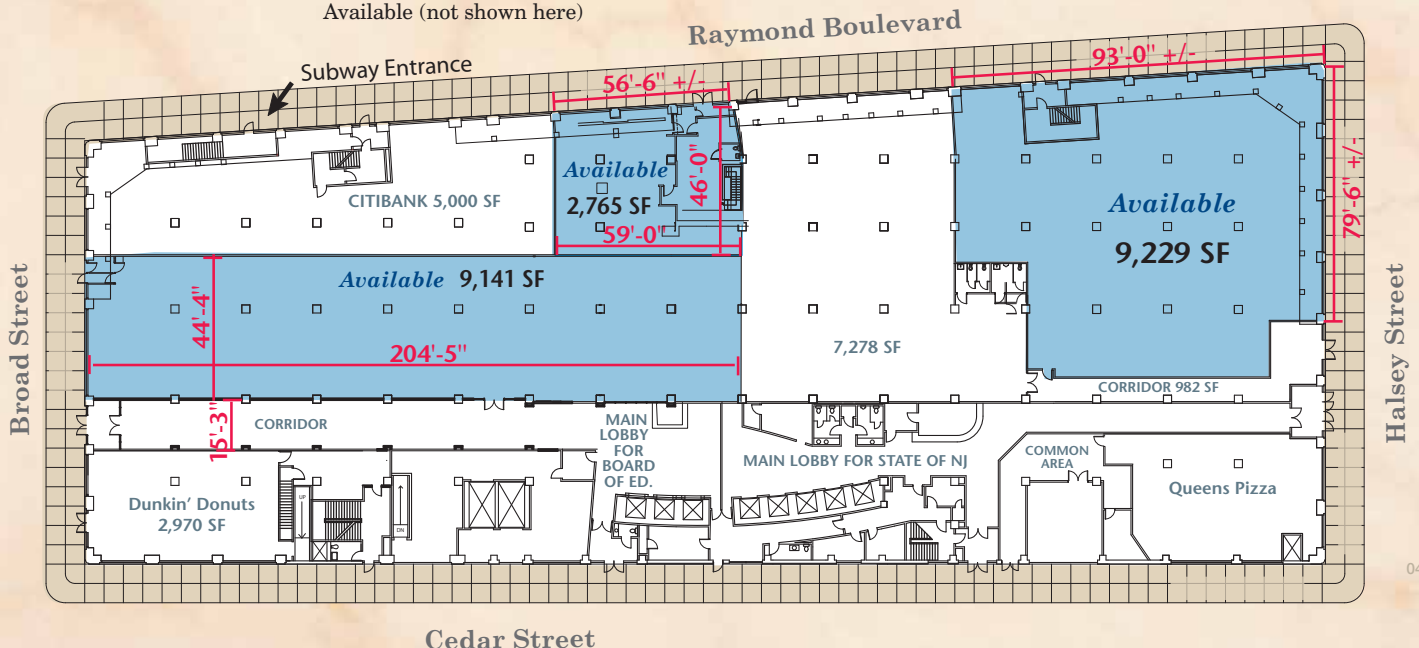 Available (not shown here)
Raymond Boulevard
Subway Entrance
56'-6" +/-
93'-0" +/-
Available
2,765 SF
46'-0"
59'-0"
CITIBANK 5,000 SF
Available
9,229 SF
79'-6" +/-
Available 9,141 SF
44'-4"
204'-5"
7,278 SF
Broad Street
Halsey Street
CORRIDOR 982 SF
15'-3"
CORRIDOR
MAIN
LOBBY
FOR
BOARD
OF ED.
MAIN LOBBY FOR STATE OF NJ
COMMON
AREA
Queens Pizza
Dunkin' Donuts
2,970 SF
UP
DN
04
Cedar Street